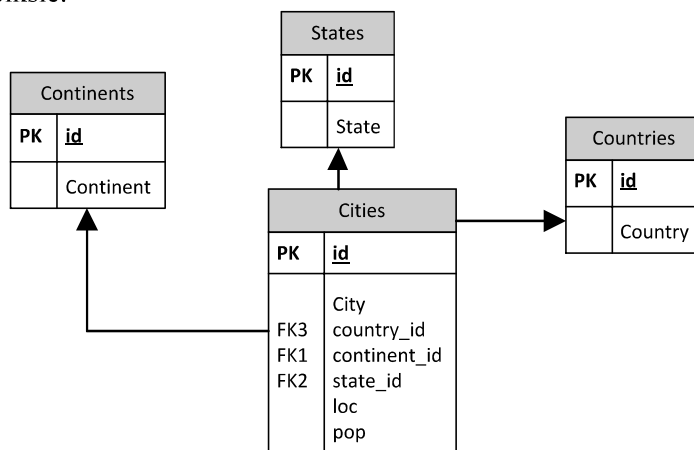 States
PK id
State
Continents
PK id
Continent
Countries
PK id
Country
Cities
PK id
City
FK3 country_id
FK1 continent_id
FK2 state_id
loc
pop